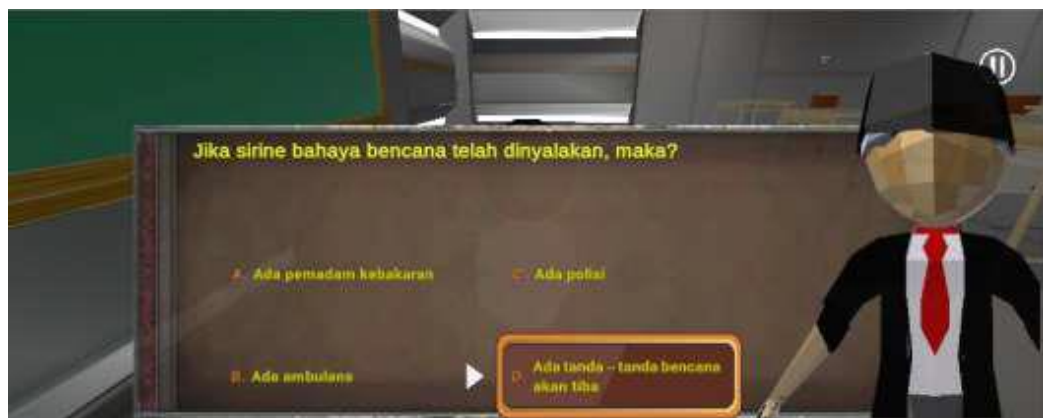 Jika sirine bahaya bencana telah dinyalakan, maka?
A. Ada pemadam kebakaran
C. Ada polisi
B. Ada ambulans
D. Ada tanda – tanda bencana
akan tiba